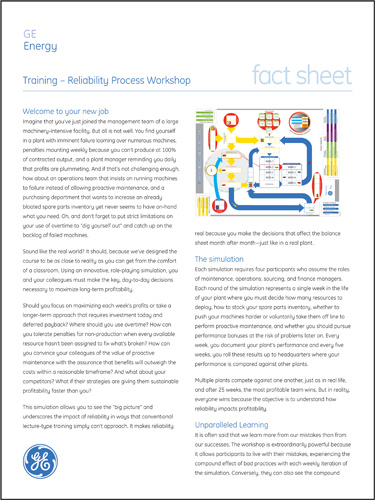 GE
Energy
Training – Reliability Process Workshop
fact sheet
Welcome to your new job
Imagine that you've just joined the management team of a large
machinery-intensive facility. But all is not well. You find yourself
in a plant with imminent failure looming over numerous machines,
penalties mounting weekly because you can't produce at 100%
of contracted output, and a plant manager reminding you daily
that profits are plummeting. And if that's not challenging enough,
how about an operations team that insists on running machines
to failure instead of allowing proactive maintenance, and a
purchasing department that wants to increase an already
bloated spare parts inventory yet never seems to have on-hand
what you need. Oh, and don't forget to put strict limitations on
your use of overtime to "dig yourself out" and catch up on the
backlog of failed machines.
Sound like the real world? It should, because we've designed the
course to be as close to reality as you can get from the comfort
of a classroom. Using an innovative, role-playing simulation, you
and your colleagues must make the key, day-to-day decisions
necessary to maximize long-term profitability.
Should you focus on maximizing each week's profits or take a
longer-term approach that requires investment today and
deferred payback? Where should you use overtime? How can
you tolerate penalties for non-production when every available
resource hasn't been assigned to fix what's broken? How can
you convince your colleagues of the value of proactive
maintenance with the assurance that benefits will outweigh the
costs within a reasonable timeframe? And what about your
competitors? What if their strategies are giving them sustainable
profitability faster than you?
This simulation allows you to see the "big picture" and
underscores the impact of reliability in ways that conventional
lecture-type training simply can't approach. It makes reliability
real because you make the decisions that affect the balance
sheet month after month—just like in a real plant.
The simulation
Each simulation requires four participants who assume the roles
of maintenance, operations, sourcing, and finance managers.
Each round of the simulation represents a single week in the life
of your plant where you must decide how many resources to
deploy, how to stock your spare parts inventory, whether to
push your machines harder or voluntarily take them off line to
perform proactive maintenance, and whether you should pursue
performance bonuses at the risk of problems later on. Every
week, you document your plant's performance and every five
weeks, you roll these results up to headquarters where your
performance is compared against other plants.
Multiple plants compete against one another, just as in real life,
and after 25 weeks, the most profitable team wins. But in reality,
everyone wins because the objective is to understand how
reliability impacts profitability.
Unparalleled Learning
It is often said that we learn more from our mistakes than from
our successes. The workshop is extraordinarily powerful because
it allows participants to live with their mistakes, experiencing the
compound effect of bad practices with each weekly iteration of
the simulation. Conversely, they can also see the compounded